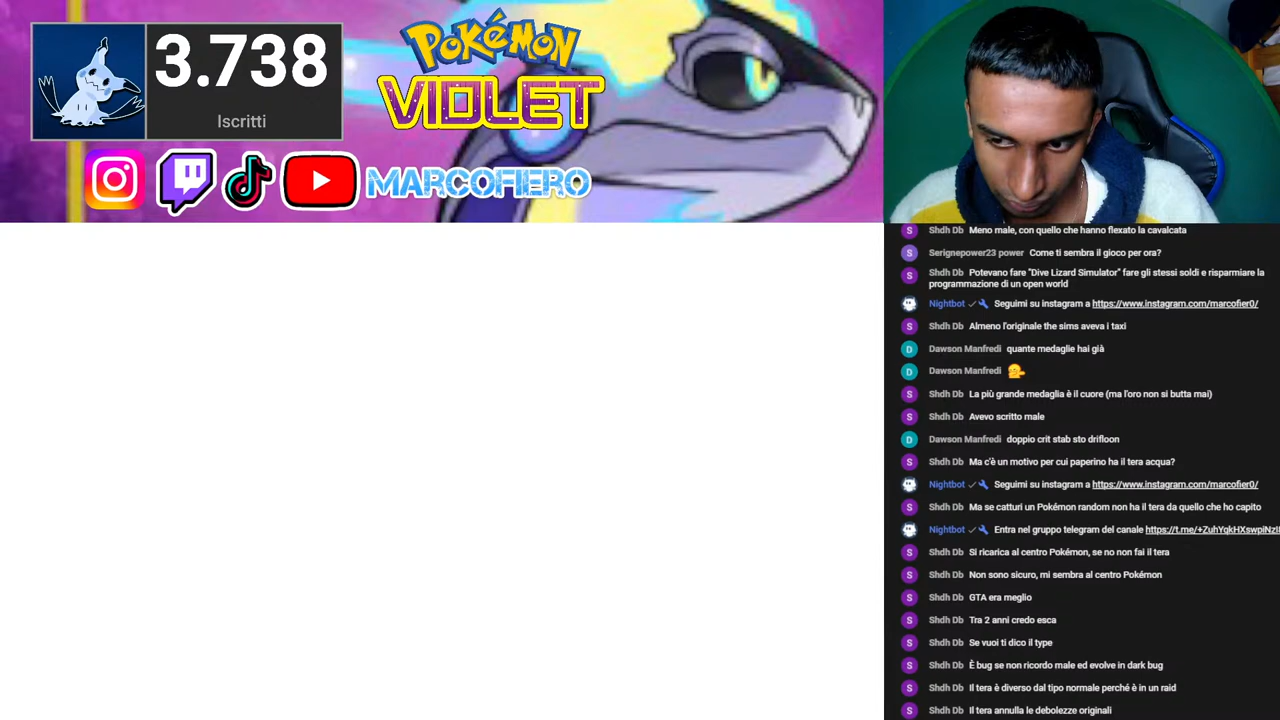 3.738
Iscritti
POKÉMON
VIOLET
MARCOFIERO
Shdh Db Meno male, con quello che hanno flexato la cavalcata
Serignepower23 power Come ti sembra il gioco per ora?
Shdh Db Potevano fare "Dive Lizard Simulator" fare gli stessi soldi e risparmiare la
programmazione di un open world
Nightbot Seguimi su instagram a https://www.instagram.com/marcofier0/
Shdh Db Almeno l'originale the sims aveva i taxi
Dawson Manfredi quante medaglie hai già
Dawson Manfredi
Shdh Db La più grande medaglia è il cuore (ma l'oro non si butta mai)
Shdh Db Avevo scritto male
Dawson Manfredi doppio crit stab sto drifloon
Shdh Db Ma c'è un motivo per cui paperino ha il tera acqua?
Nightbot Seguimi su instagram a https://www.instagram.com/marcofier0/
Shdh Db Ma se catturi un Pokémon random non ha il tera da quello che ho capito
Nightbot Entra nel gruppo telegram del canale
Shdh Db Si ricarica al centro Pokémon, se no non fai il tera
Shdh Db Non sono sicuro, mi sembra al centro Pokémon
Shdh Db GTA era meglio
Shdh Db Tra 2 anni credo esca
Shdh Db Se vuoi ti dico il type
Shdh Db È bug se non ricordo male ed evolve in dark bug
Shdh Db Il tera è diverso dal tipo normale perché è in un raid
Shdh Db Il tera annulla le debolezze originali